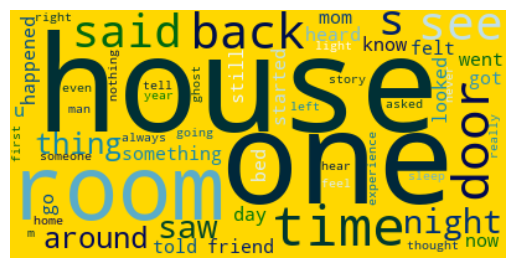 right
said
back
mom
s
see
heard
light
know
felt
happened
house
looked
went
got
never
nothing
even
tell
year
ghost
still
started
story
man
left
asked
one
door
really
first
u
thing
always
going
something
someone
bed
hear
feel
experience
sleep
room
go
home
m
around
saw
day
time
night
told
friend
thought
now